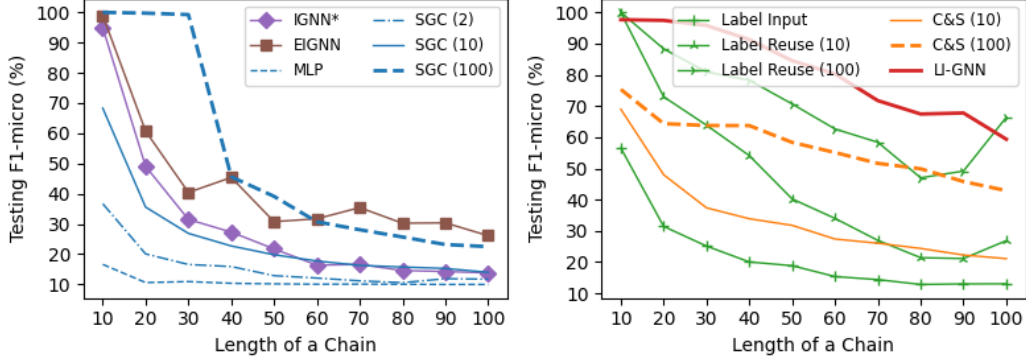 Testing F1-micro (%)
100
90
80
70
60
50
40
30
20
10
IGNN*
EIGNN
MLP
SGC (2)
SGC (10)
SGC (100)
10 20 30 40 50 60 70 80 90 100
Length of a Chain
Testing F1-micro (%)
100
90
80
70
60
50
40
30
20
10
Label Input
Label Reuse (10)
Label Reuse (100)
C&S (10)
C&S (100)
LI-GNN
10 20 30 40 50 60 70 80 90 100
Length of a Chain